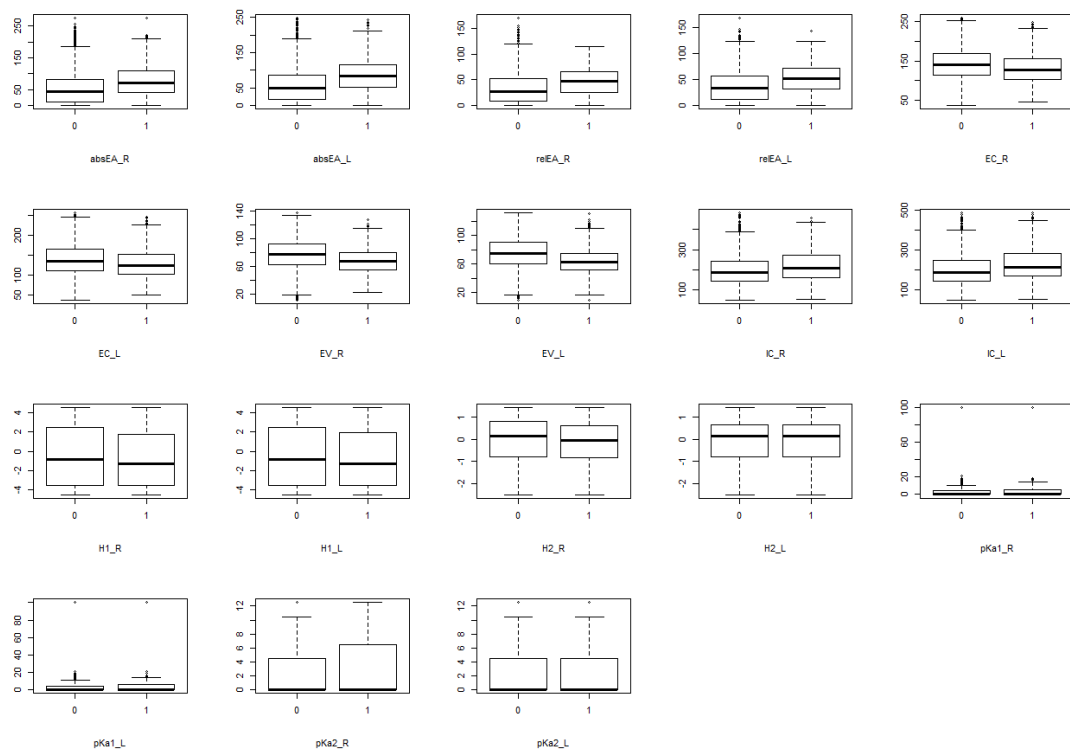 0 50 150 250
0 1
absEA_R
0 50 150 250
0 1
absEA_L
0 50 100 150
0 1
relEA_R
0 50 100 150
0 1
relEA_L
50 150 250
0 1
EC_R
50 100 200
0 1
EC_L
20 60 100 140
0 1
EV_R
20 60 100
0 1
EV_L
100 300
0 1
IC_R
100 300 500
0 1
IC_L
-4 -2 0 2 4
0 1
H1_R
-4 -2 0 2 4
0 1
H1_L
-2 -1 0 1
0 1
H2_R
-2 -1 0 1
0 1
H2_L
0 20 60 100
0 1
pKa1_R
0 20 40 60 80
0 1
pKa1_L
0 2 4 6 8 12
0 1
pKa2_R
0 2 4 6 8 12
0 1
pKa2_L